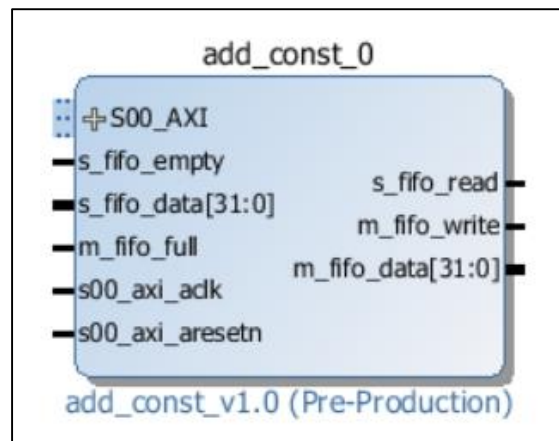 add_const_0
S00_AXI
s_fifo_empty
s_fifo_data[31:0]
m_fifo_full
s00_axi_aclk
s00_axi_aresetn
s_fifo_read
m_fifo_write
m_fifo_data[31:0]
add_const_v1.0 (Pre-Production)